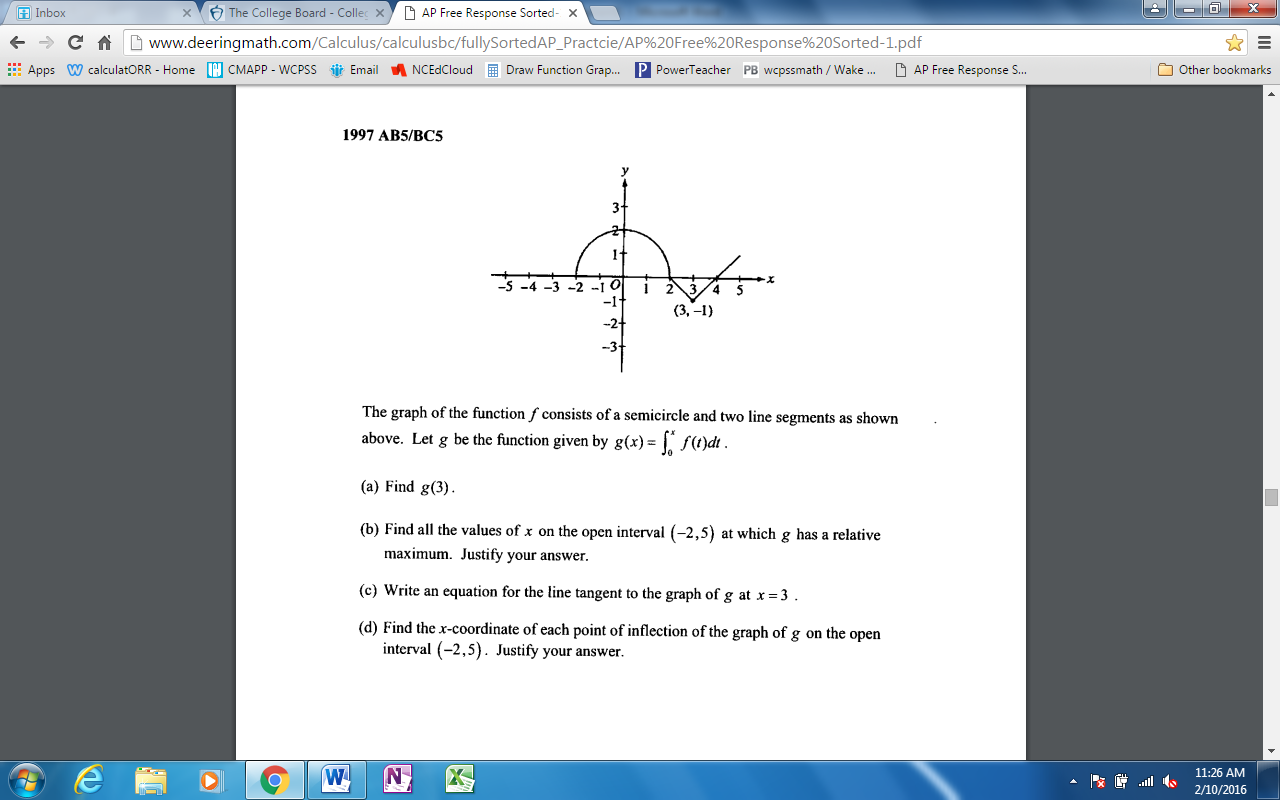 Inbox
The College Board - Colleg
AP Free Response Sorted-
www.deeringmath.com/Calculus/calculusbc/fullySortedAP_Practcie/AP%20Free%20Response%20Sorted-1.pdf
Apps
calculatORR - Home
CMAPP - WCPSS
Email
NCEdCloud
Draw Function Grap...
PowerTeacher
PB wcpssmath / Wake ...
AP Free Response S...
Other bookmarks
1997 AB5/BC5
y
3
2
1
-5 -4 -3 -2 -1 O 1 2 3 4 5 x
-1
(3, -1)
-2
-3
The graph of the function f consists of a semicircle and two line segments as shown
above. Let g be the function given by g(x) = ∫₀ˣ f(t)dt .
(a) Find g(3).
(b) Find all the values of x on the open interval (-2,5) at which g has a relative
maximum. Justify your answer.
(c) Write an equation for the line tangent to the graph of g at x = 3 .
(d) Find the x-coordinate of each point of inflection of the graph of g on the open
interval (-2,5). Justify your answer.
11:26 AM
2/10/2016